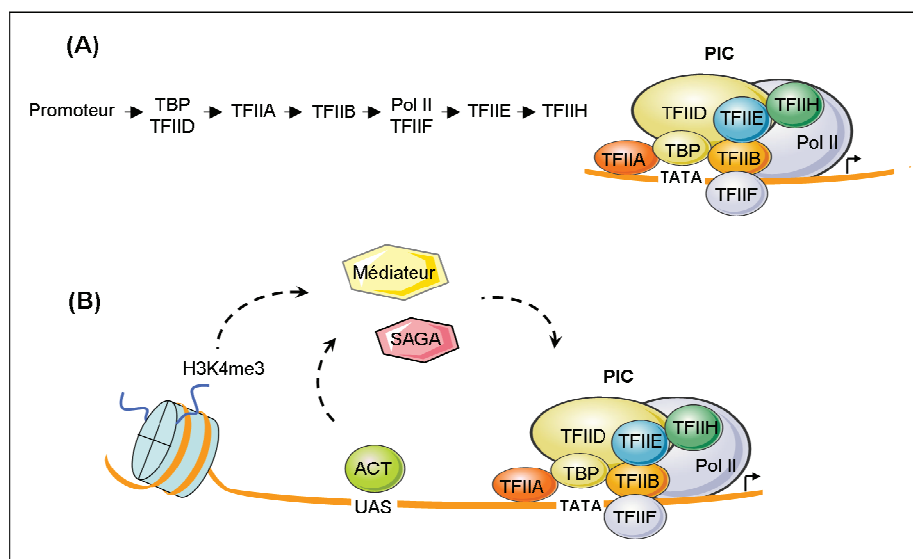 (A)
PIC
Promoteur TBP TFIID TFIIA TFIIB Pol II TFIIF TFIIE TFIIH
TFIID TFIIE TFIIH
Pol II
TFIIA TBP TFIIB
TATA
TFIIF
(B)
Médiateur
SAGA
H3K4me3
PIC
TFIID TFIIE TFIIH
Pol II
ACT
TFIIA TBP TFIIB
UAS
TATA
TFIIF